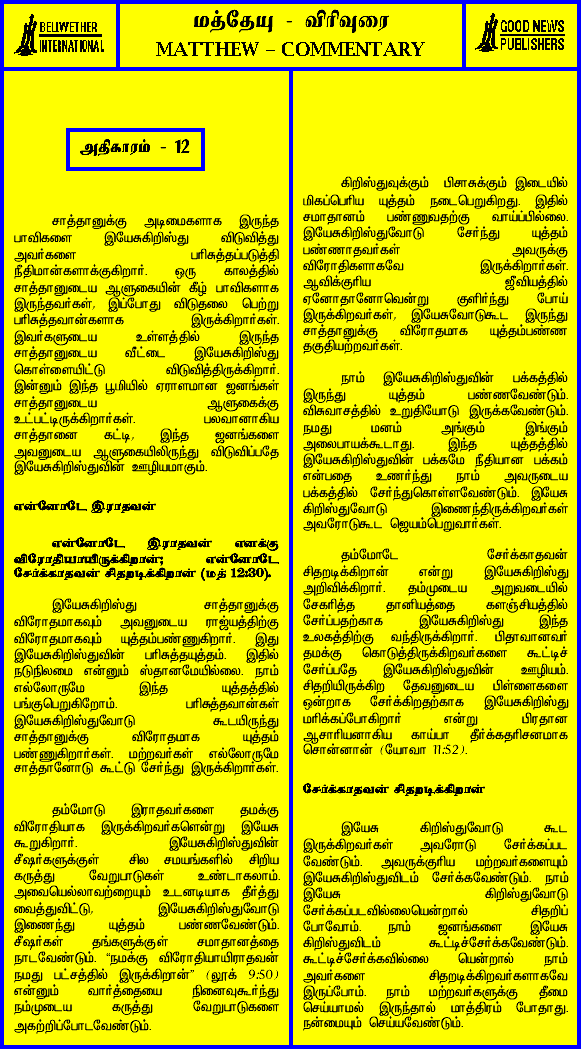 BELIWETHER
INTERNATIONAL
மத்தேயு - விரிவுரை
MATTHEW – COMMENTARY
GOOD NEWS
PUBLISHERS
அதிகாரம் - 12
சாத்தானுக்கு அடிமைகளாக இருந்த
பாவிகளை இயேசுகிறிஸ்து விடுவித்து
அவர்களை பரிசுத்தப்படுத்தி
நீதிமான்களாக்குகிறார். ஒரு காலத்தில்
சாத்தானுடைய ஆளுகையின் கீழ் பாவிகளாக
இருந்தவர்கள், இப்போது விடுதலை பெற்று
பரிசுத்தவான்களாக இருக்கிறார்கள்.
இவர்களுடைய உள்ளத்தில் இருந்த
சாத்தானுடைய வீட்டை இயேசுகிறிஸ்து
கொள்ளையிட்டு விடுவித்திருக்கிறார்.
இன்னும் இந்த பூமியில் ஏராளமான ஜனங்கள்
சாத்தானுடைய ஆளுகைக்கு
உட்பட்டிருக்கிறார்கள். பலவானாகிய
சாத்தானை கட்டி, இந்த ஜனங்களை
அவனுடைய ஆளுகையிலிருந்து விடுவிப்பதே
இயேசுகிறிஸ்துவின் ஊழியமாகும்.
என்னோடே இராதவன்
என்னோடே இராதவன் எனக்கு
விரோதியாயிருக்கிறான்; என்னோடே
சேர்க்காதவன் சிதறடிக்கிறான் (மத் 12:30).
இயேசுகிறிஸ்து சாத்தானுக்கு
விரோதமாகவும் அவனுடைய ராஜ்யத்திற்கு
விரோதமாகவும் யுத்தம்பண்ணுகிறார். இது
இயேசுகிறிஸ்துவின் பரிசுத்தயுத்தம். இதில்
நடுநிலமை என்னும் ஸ்தானமேயில்லை. நாம்
எல்லோருமே இந்த யுத்தத்தில்
பங்குபெறுகிறோம். பரிசுத்தவான்கள்
இயேசுகிறிஸ்துவோடு கூடயிருந்து
சாத்தானுக்கு விரோதமாக யுத்தம்
பண்ணுகிறார்கள். மற்றவர்கள் எல்லோருமே
சாத்தானோடு கூட்டு சேர்ந்து இருக்கிறார்கள்.
தம்மோடு இராதவர்களை தமக்கு
விரோதியாக இருக்கிறவர்களென்று இயேசு
கூறுகிறார். இயேசுகிறிஸ்துவின்
சீஷர்களுக்குள் சில சமயங்களில் சிறிய
கருத்து வேறுபாடுகள் உண்டாகலாம்.
அவையெல்லாவற்றையும் உடனடியாக தீர்த்து
வைத்துவிட்டு, இயேசுகிறிஸ்துவோடு
இணைந்து யுத்தம் பண்ணவேண்டும்.
சீஷர்கள் தங்களுக்குள் சமாதானத்தை
நாடவேண்டும். “நமக்கு விரோதியாயிராதவன்
நமது பட்சத்தில் இருக்கிறான்” (லூக் 9:50)
என்னும் வார்த்தையை நினைவுகூர்ந்து
நம்முடைய கருத்து வேறுபாடுகளை
அகற்றிப்போடவேண்டும்.
கிறிஸ்துவுக்கும் பிசாசுக்கும் இடையில்
மிகப்பெரிய யுத்தம் நடைபெறுகிறது. இதில்
சமாதானம் பண்ணுவதற்கு வாய்ப்பில்லை.
இயேசுகிறிஸ்துவோடு சேர்ந்து யுத்தம்
பண்ணாதவர்கள் அவருக்கு
விரோதிகளாகவே இருக்கிறார்கள்.
ஆவிக்குரிய ஜீவியத்தில்
ஏனோதானோவென்று குளிர்ந்து போய்
இருக்கிறவர்கள், இயேசுவோடுகூட இருந்து
சாத்தானுக்கு விரோதமாக யுத்தம்பண்ண
தகுதியற்றவர்கள்.
நாம் இயேசுகிறிஸ்துவின் பக்கத்தில்
இருந்து யுத்தம் பண்ணவேண்டும்.
விசுவாசத்தில் உறுதியோடு இருக்கவேண்டும்.
நமது மனம் அங்கும் இங்கும்
அலைபாயக்கூடாது. இந்த யுத்தத்தில்
இயேசுகிறிஸ்துவின் பக்கமே நீதியான பக்கம்
என்பதை உணர்ந்து நாம் அவருடைய
பக்கத்தில் சேர்ந்துகொள்ளவேண்டும். இயேசு
கிறிஸ்துவோடு இணைந்திருக்கிறவர்கள்
அவரோடுகூட ஜெயம்பெறுவார்கள்.
தம்மோடே சேர்க்காதவன்
சிதறடிக்கிறான் என்று இயேசுகிறிஸ்து
அறிவிக்கிறார். தம்முடைய அறுவடையில்
சேகரித்த தானியத்தை களஞ்சியத்தில்
சேர்ப்பதற்காக இயேசுகிறிஸ்து இந்த
உலகத்திற்கு வந்திருக்கிறார். பிதாவானவர்
தமக்கு கொடுத்திருக்கிறவர்களை கூட்டிச்
சேர்ப்பதே இயேசுகிறிஸ்துவின் ஊழியம்.
சிதறியிருக்கிற தேவனுடைய பிள்ளைகளை
ஒன்றாக சேர்க்கிறதற்காக இயேசுகிறிஸ்து
மரிக்கப்போகிறார் என்று பிரதான
ஆசாரியனாகிய காய்பா தீர்க்கதரிசனமாக
சொன்னான் (யோவா 11:52).
சேர்க்காதவன் சிதறடிக்கிறான்
இயேசு கிறிஸ்துவோடு கூட
இருக்கிறவர்கள் அவரோடு சேர்க்கப்பட
வேண்டும். அவருக்குரிய மற்றவர்களையும்
இயேசுகிறிஸ்துவிடம் சேர்க்கவேண்டும். நாம்
இயேசு கிறிஸ்துவோடு
சேர்க்கப்படவில்லையென்றால் சிதறிப்
போவோம். நாம் ஜனங்களை இயேசு
கிறிஸ்துவிடம் கூட்டிச்சேர்க்கவேண்டும்.
கூட்டிச்சேர்க்கவில்லை யென்றால் நாம்
அவர்களை சிதறடிக்கிறவர்களாகவே
இருப்போம். நாம் மற்றவர்களுக்கு தீமை
செய்யாமல் இருந்தால் மாத்திரம் போதாது.
நன்மையும் செய்யவேண்டும்.